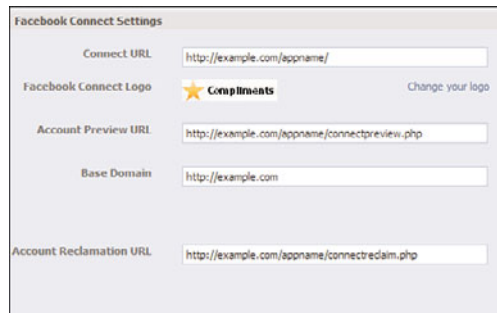 Facebook Connect Settings
Connect URL http://example.com/appname/
Facebook Connect Logo Compliments Change your logo
Account Preview URL http://example.com/appname/connectpreview.php
Base Domain http://example.com
Account Reclamation URL http://example.com/appname/connectreclaim.php